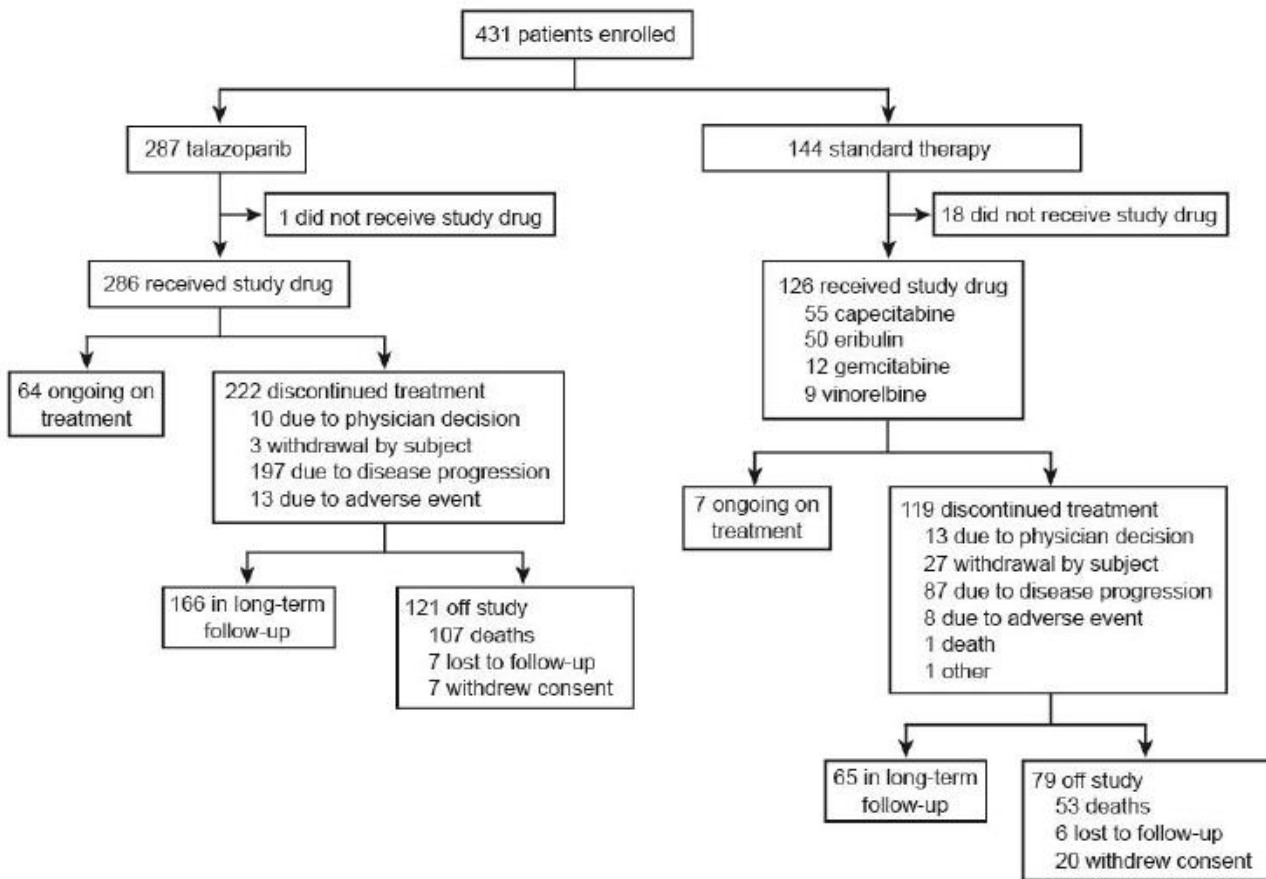 431 patients enrolled
287 talazoparib
144 standard therapy
1 did not receive study drug
18 did not receive study drug
286 received study drug
126 received study drug
55 capecitabine
50 eribulin
12 gemcitabine
9 vinorelbine
64 ongoing on
treatment
222 discontinued treatment
10 due to physician decision
3 withdrawal by subject
197 due to disease progression
13 due to adverse event
7 ongoing on
treatment
119 discontinued treatment
13 due to physician decision
27 withdrawal by subject
87 due to disease progression
8 due to adverse event
1 death
1 other
166 in long-term
follow-up
121 off study
107 deaths
7 lost to follow-up
7 withdrew consent
65 in long-term
follow-up
79 off study
53 deaths
6 lost to follow-up
20 withdrew consent